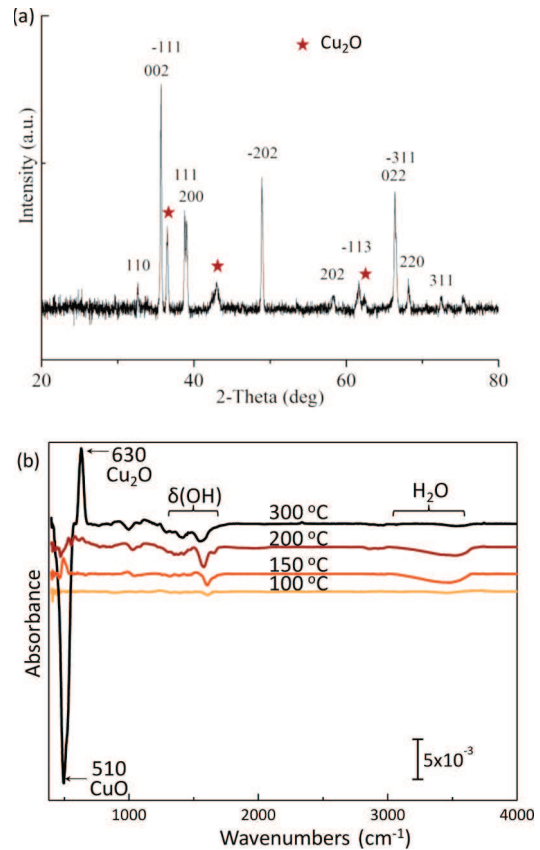 (a)
★ Cu₂O
-111
002
111
200
-202
-311
022
-113
110
202
220
311
Intensity (a.u.)
20 40 60 80
2-Theta (deg)
(b)
630
Cu₂O
δ(OH)
H₂O
300 °C
200 °C
150 °C
100 °C
Absorbance
510
CuO
5x10⁻³
1000 2000 3000 4000
Wavenumbers (cm⁻¹)